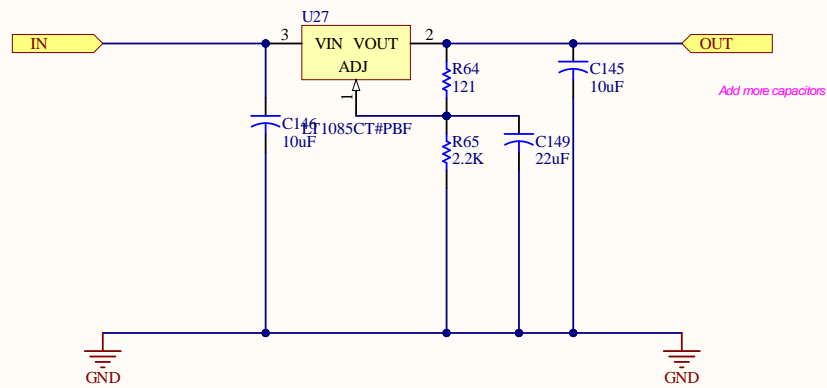 U27
IN
3
VIN VOUT
2
OUT
ADJ
R64
121
C145
10uF
Add more capacitors
1
C146
10uF
LT1085CT#PBF
R65
2.2K
C149
22uF
GND
GND